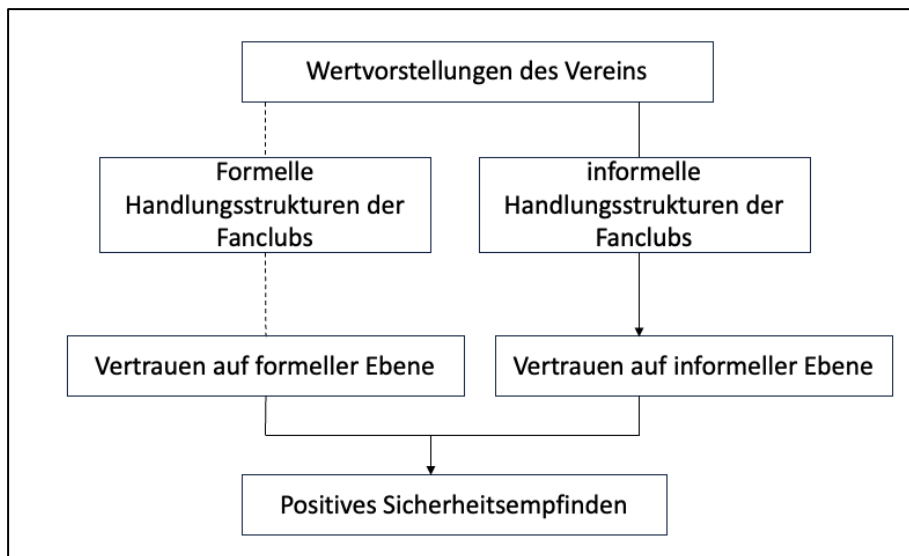 Wertvorstellungen des Vereins
Formelle
Handlungsstrukturen der
Fanclubs
informelle
Handlungsstrukturen der
Fanclubs
Vertrauen auf formeller Ebene
Vertrauen auf informeller Ebene
Positives Sicherheitsempfinden